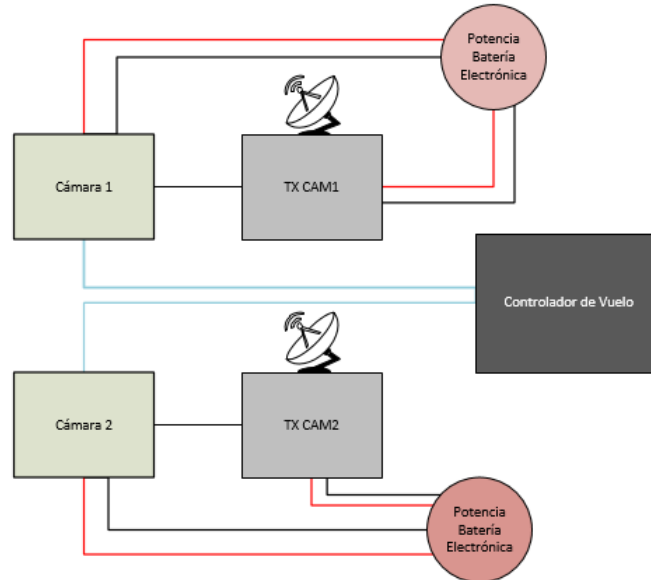 Potencia
Batería
Electrónica
Cámara 1
TX CAM1
Controlador de Vuelo
Cámara 2
TX CAM2
Potencia
Batería
Electrónica